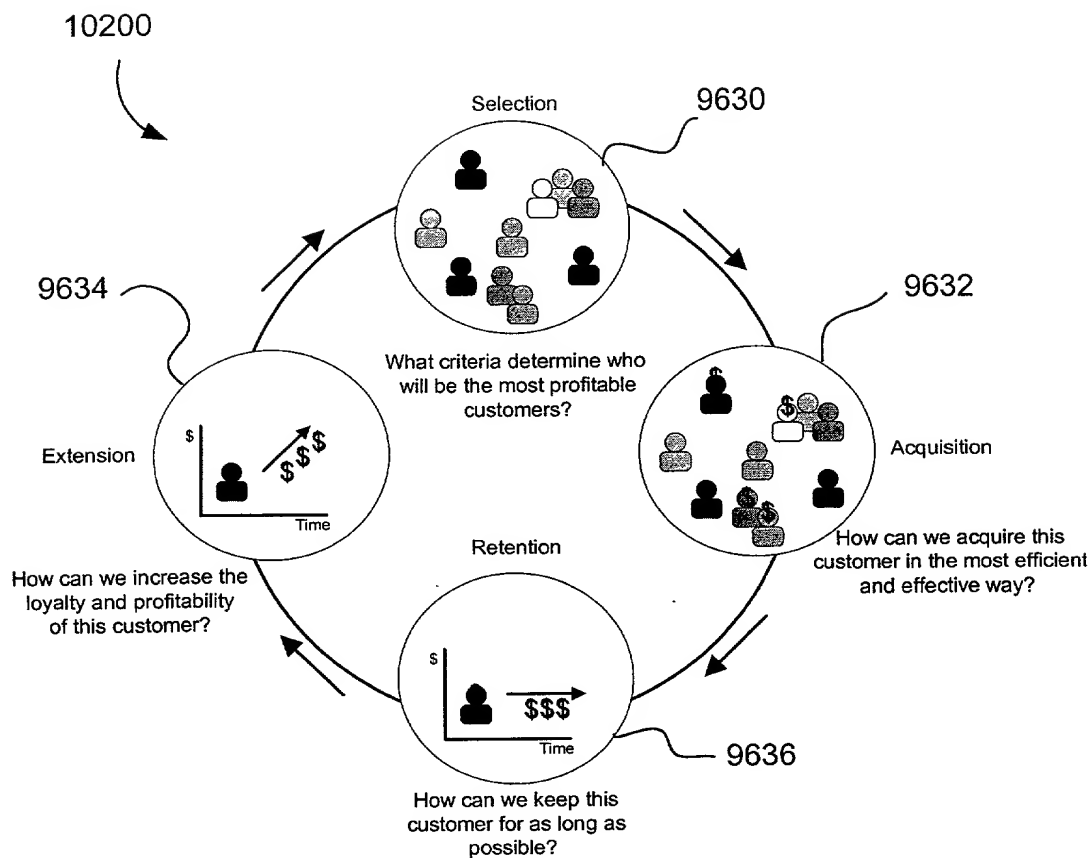 10200
Selection
9630
What criteria determine who
will be the most profitable
customers?
9634
9632
$
$
Acquisition
$
$
How can we acquire this
customer in the most efficient
and effective way?
Extension
$
$ $ $
Time
How can we increase the
loyalty and profitability
of this customer?
Retention
$
$$$
Time
9636
How can we keep this
customer for as long as
possible?